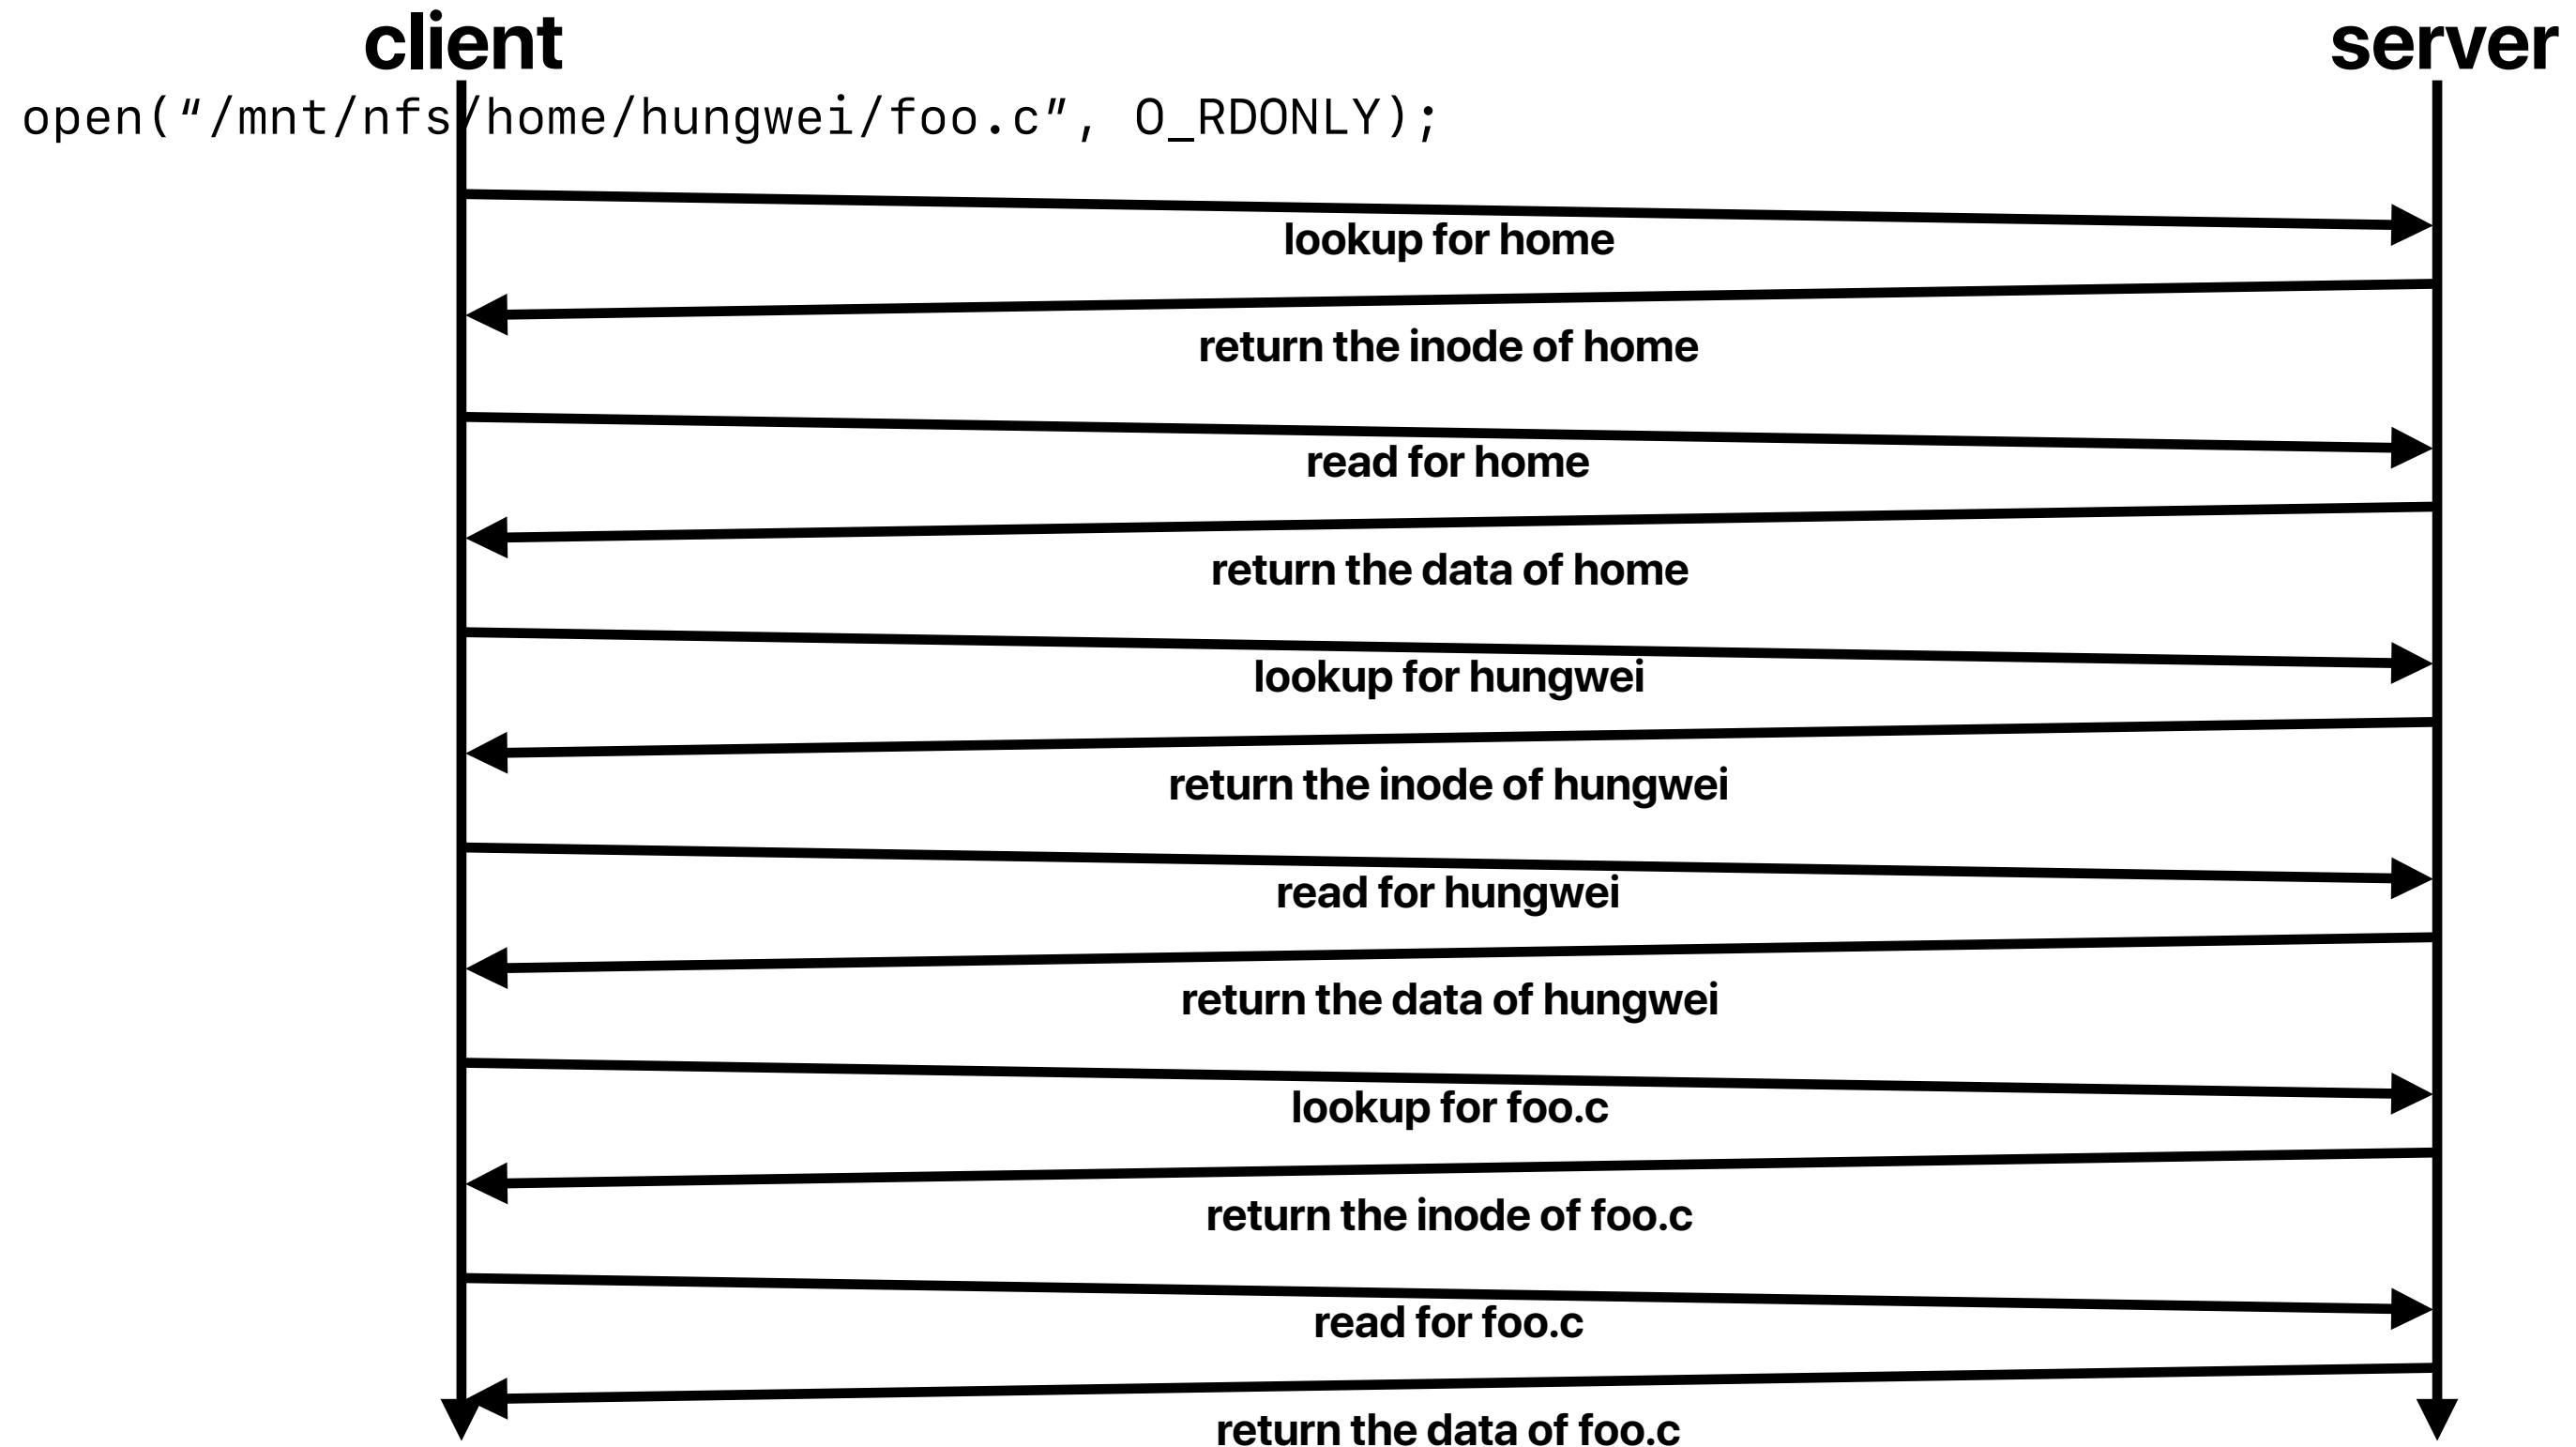 client
server
open(“/mnt/nfs/home/hungwei/foo.c”, O_RDONLY);
lookup for home
return the inode of home
read for home
return the data of home
lookup for hungwei
return the inode of hungwei
read for hungwei
return the data of hungwei
lookup for foo.c
return the inode of foo.c
read for foo.c
return the data of foo.c